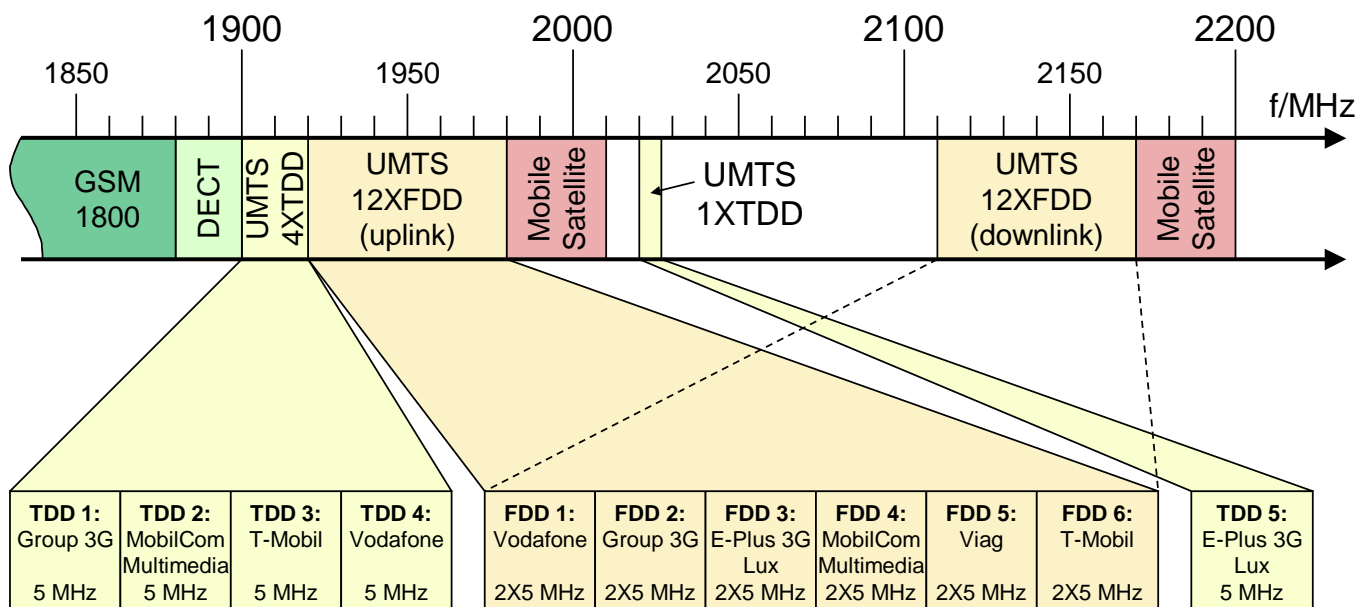 1900
2000
2100
2200
1850
1950
2050
2150
f/MHz
GSM
1800
DECT
UMTS
4XTDD
UMTS
12XFDD
(uplink)
Mobile
Satellite
UMTS
1XTDD
UMTS
12XFDD
(downlink)
Mobile
Satellite
TDD 1:
Group 3G
5 MHz
TDD 2:
MobilCom
Multimedia
5 MHz
TDD 3:
T-Mobil
5 MHz
TDD 4:
Vodafone
5 MHz
FDD 1:
Vodafone
2X5 MHz
FDD 2:
Group 3G
2X5 MHz
FDD 3:
E-Plus 3G
Lux
2X5 MHz
FDD 4:
MobilCom
Multimedia
2X5 MHz
FDD 5:
Viag
2X5 MHz
FDD 6:
T-Mobil
2X5 MHz
TDD 5:
E-Plus 3G
Lux
5 MHz